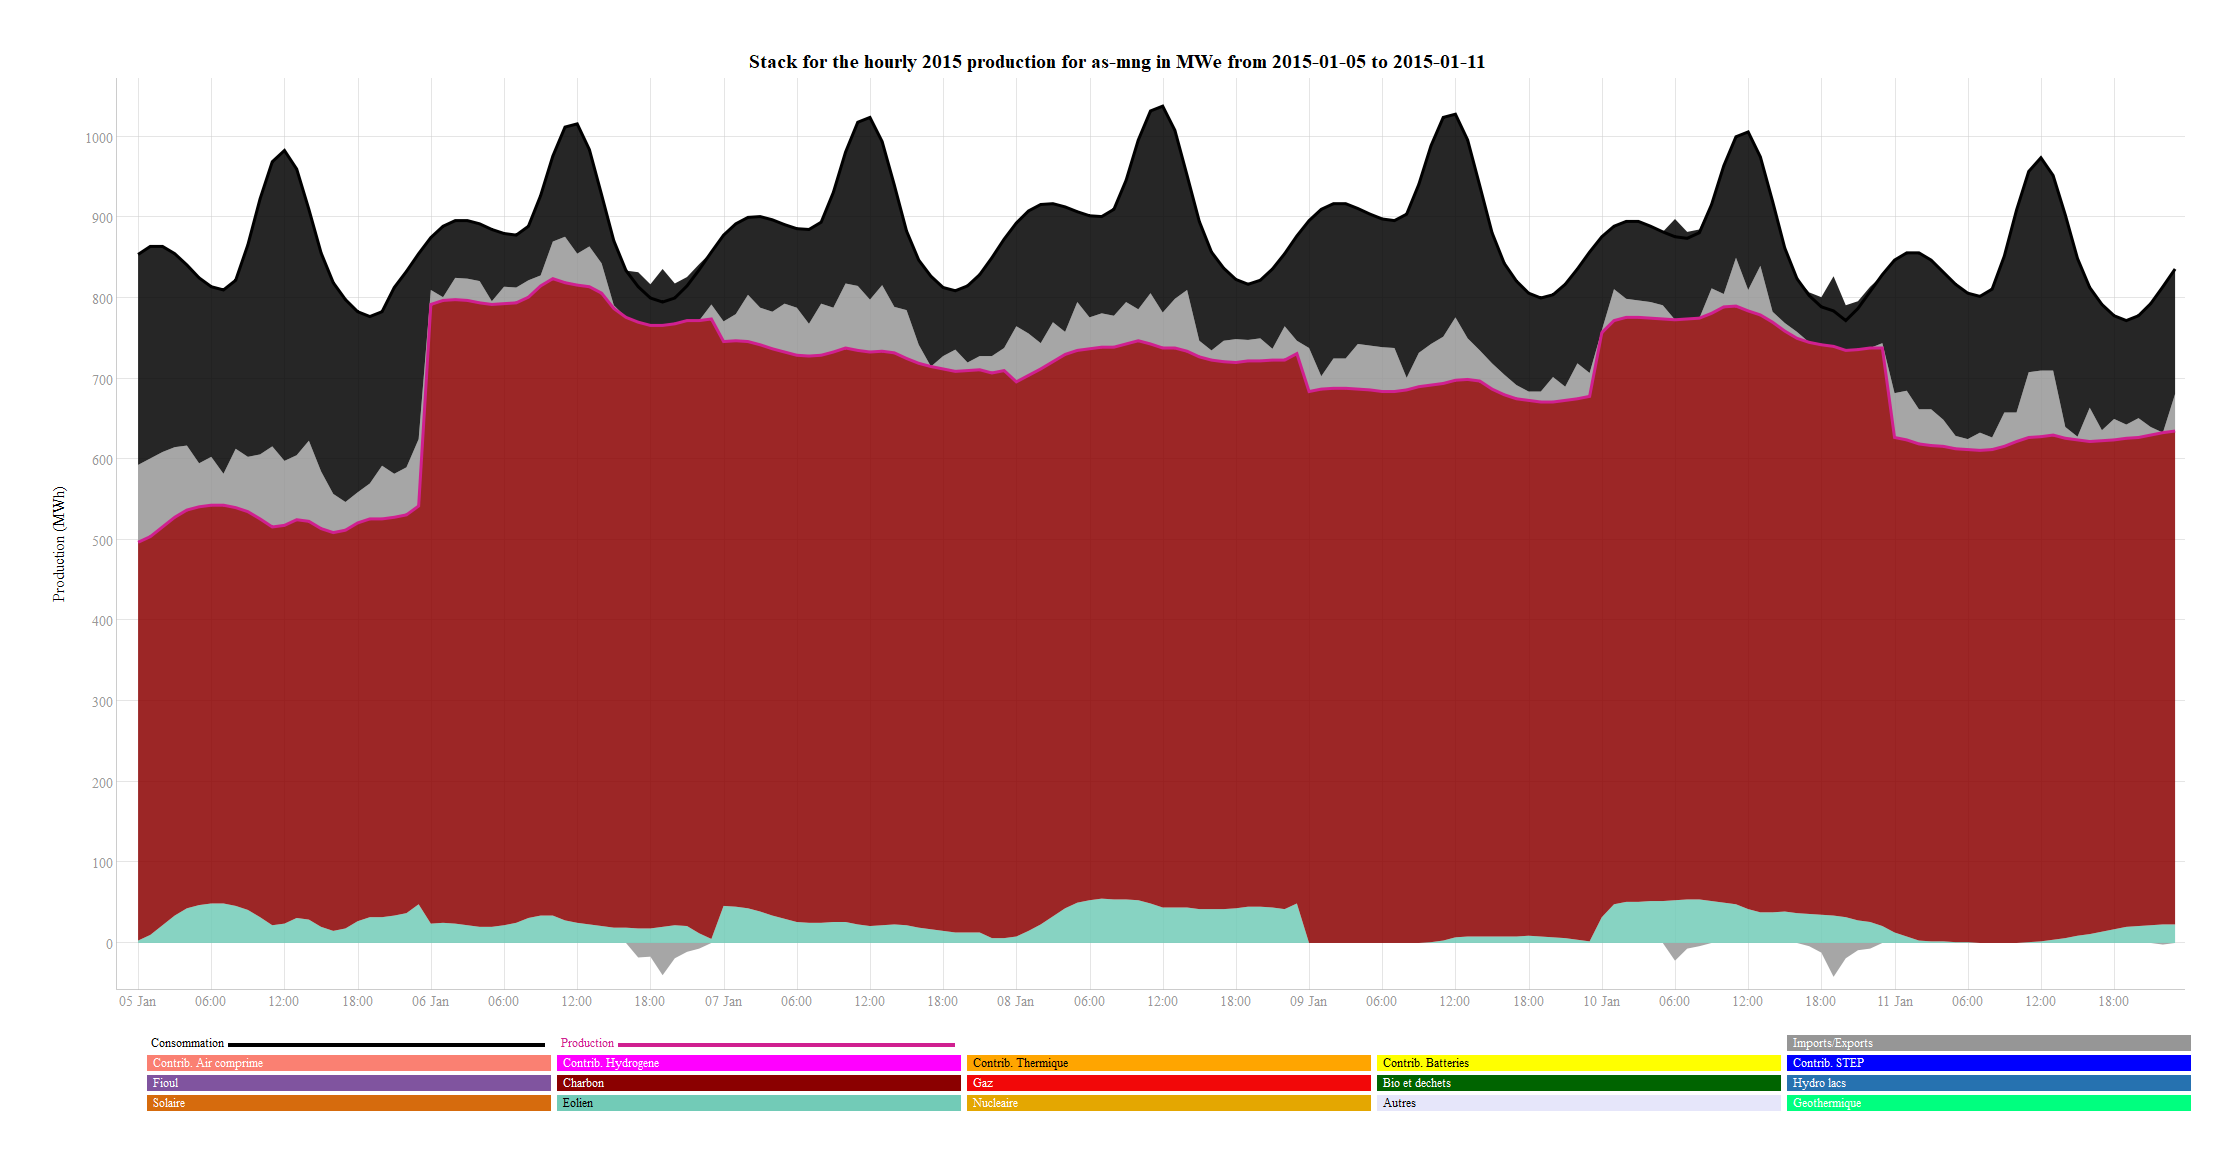 Stack for the hourly 2015 production for as-mng in MWe from 2015-01-05 to 2015-01-11
1000
900
800
700
600
500
400
300
200
100
0
Production (MWh)
05 Jan 06:00 12:00 18:00 06 Jan 06:00 12:00 18:00 07 Jan 06:00 12:00 18:00 08 Jan 06:00 12:00 18:00 09 Jan 06:00 12:00 18:00 10 Jan 06:00 12:00 18:00 11 Jan 06:00 12:00 18:00
Consommation Production Imports/Exports
Contrib. Air comprime Contrib. Hydrogene Contrib. Thermique Contrib. Batteries Contrib. STEP
Fioul Charbon Gaz Bio et dechets Hydro lacs
Solaire Eolien Nucleaire Autres Geothermique